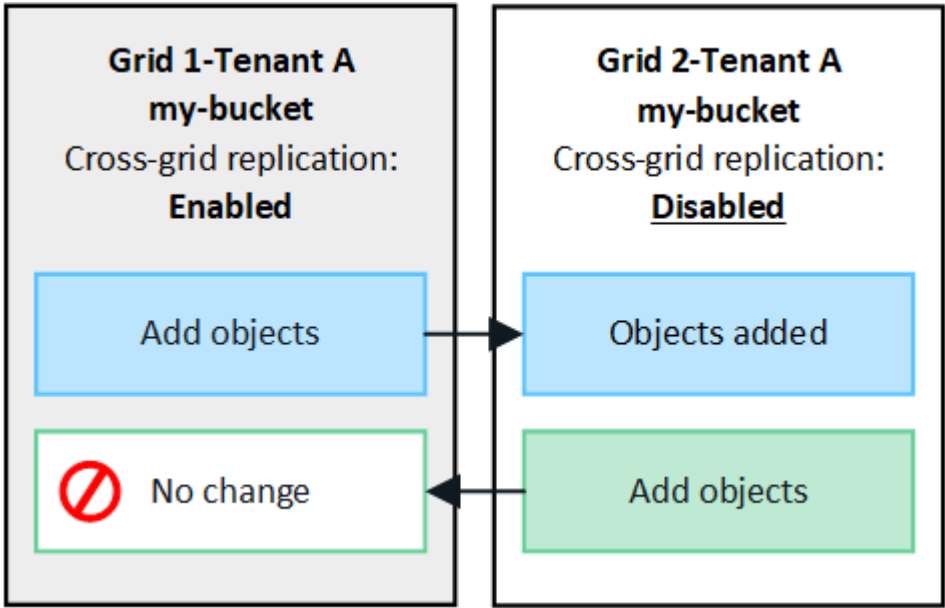 Grid 1-Tenant A
my-bucket
Cross-grid replication:
Enabled
Add objects
No change
Grid 2-Tenant A
my-bucket
Cross-grid replication:
Disabled
Objects added
Add objects